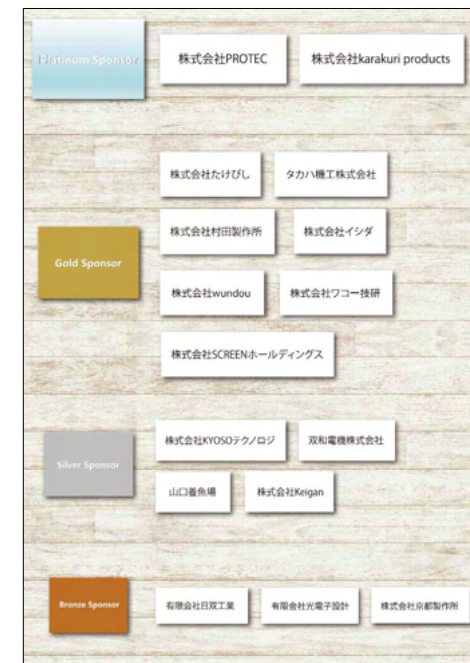 Platinum Sponsor
株式会社PROTEC
株式会社karakuri products
Gold Sponsor
株式会社たけびし
タカハ機工株式会社
株式会社村田製作所
株式会社イシダ
株式会社wundou
株式会社ワコー技研
株式会社SCREENホールディングス
Silver Sponsor
株式会社KYOSOテクノロジ
双和電機株式会社
山口養魚場
株式会社Keigan
Bronze Sponsor
有限会社日双工業
有限会社光電子設計
株式会社京都製作所